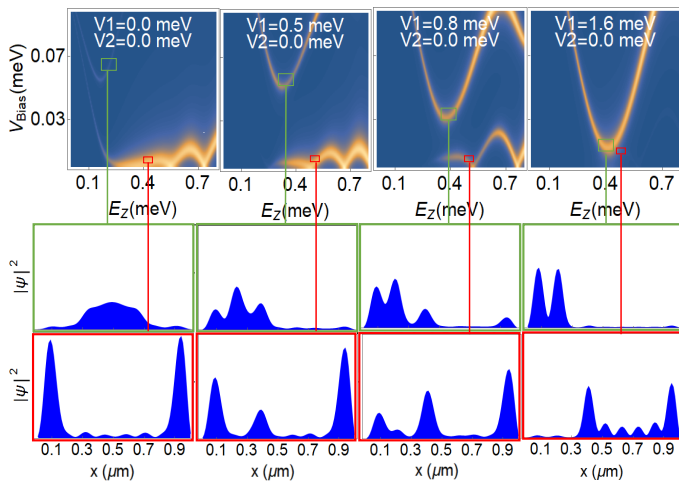 V1=0.0 meV
V2=0.0 meV
V1=0.5 meV
V2=0.0 meV
V1=0.8 meV
V2=0.0 meV
V1=1.6 meV
V2=0.0 meV
V_Bias(meV)
0.07
0.03
0.1 0.4 0.7
0.1 0.4 0.7
0.1 0.4 0.7
0.1 0.4 0.7
E_Z(meV)
E_Z(meV)
E_Z(meV)
E_Z(meV)
|ψ|²
|ψ|²
0.1 0.3 0.5 0.7 0.9
0.1 0.3 0.5 0.7 0.9
0.1 0.3 0.5 0.7 0.9
0.1 0.3 0.5 0.7 0.9
x (μm)
x (μm)
x (μm)
x (μm)